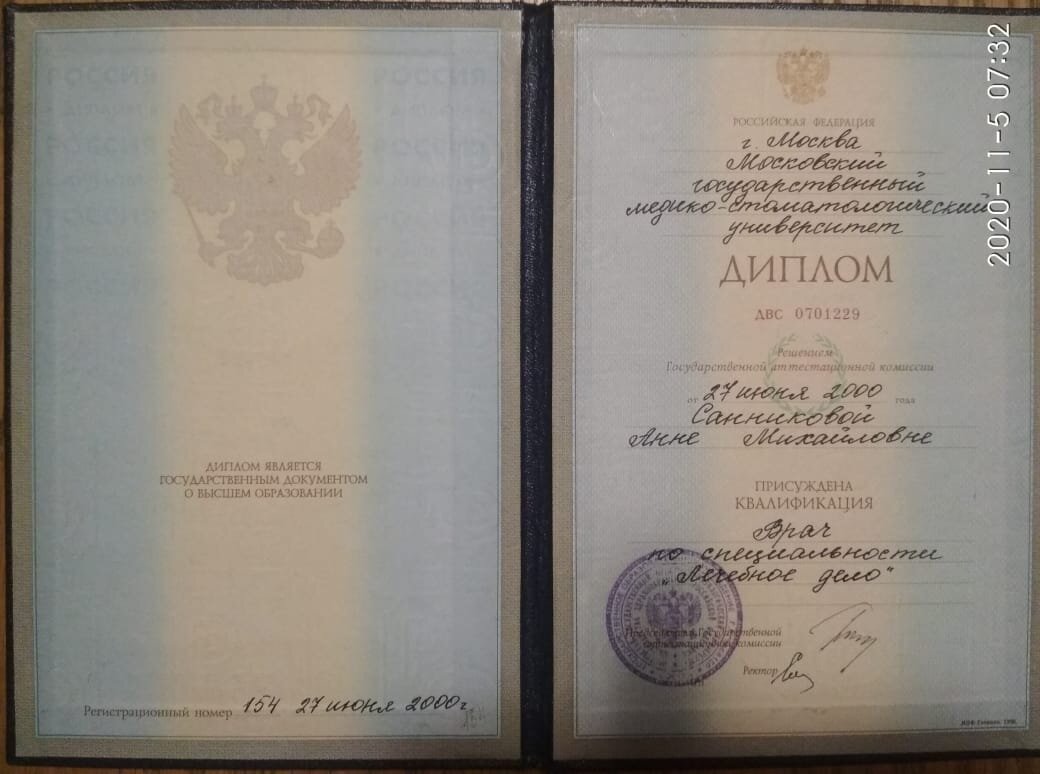 РОССИЯ
РОССИЯ
ДИПЛОМ ЯВЛЯЕТСЯ
ГОСУДАРСТВЕННЫМ ДОКУМЕНТОМ
О ВЫСШЕМ ОБРАЗОВАНИИ
Регистрационный номер 154 27 июня 2000г.
РОССИЙСКАЯ ФЕДЕРАЦИЯ
г. Москва
Московский
государственный
медико-стоматологический
университет
ДИПЛОМ
ДВС 0701229
Решением
Государственной аттестационной комиссии
от 27 июня 2000 года
Санниковой
Анне Михайловне
ПРИСУЖДЕНА
КВАЛИФИКАЦИЯ
Врач
по специальности
„Лечебное дело"
Председатель Государственной
аттестационной комиссии
Ректор
2020-11-5 07:32